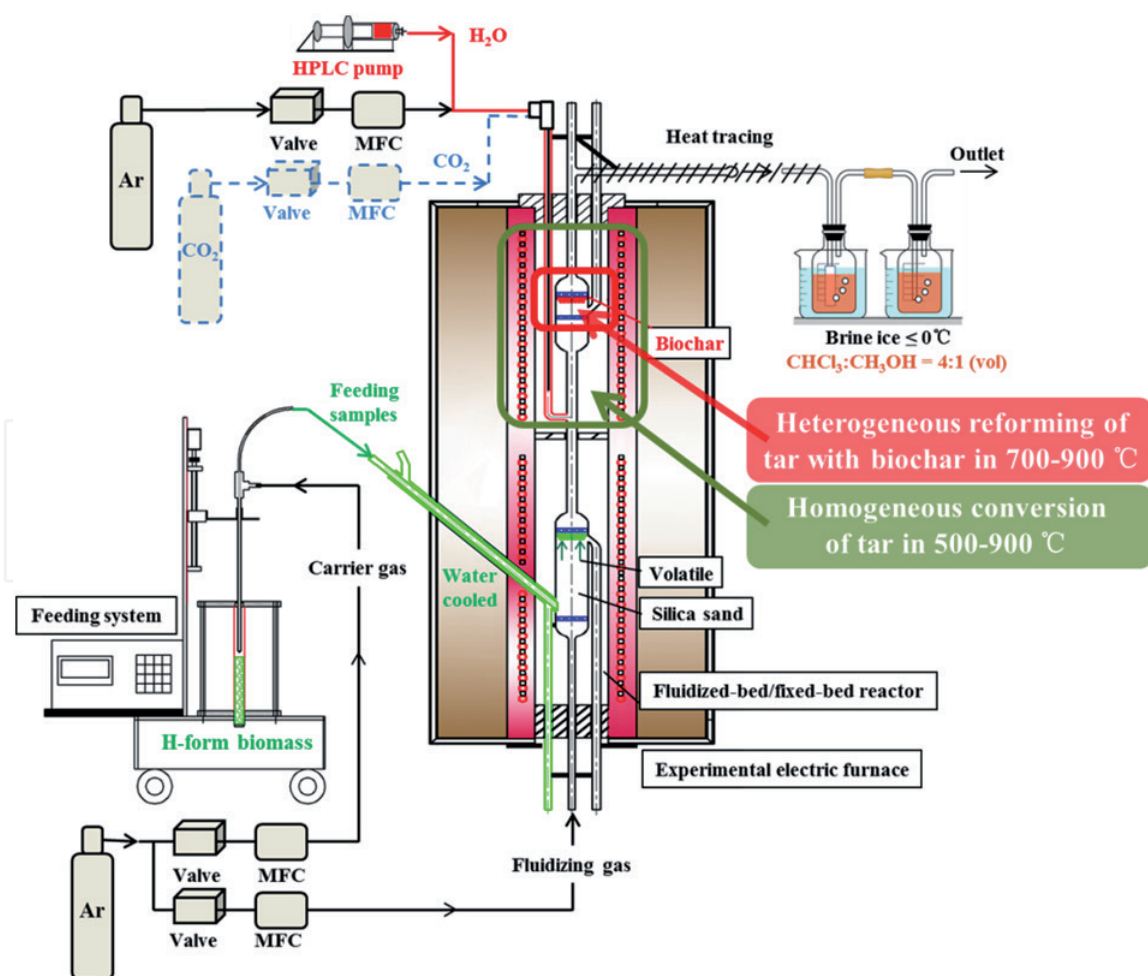 H₂O
HPLC pump
Valve
MFC
Ar
CO₂
Valve
MFC
CO₂
Heat tracing
Outlet
Brine ice ≤ 0℃
CHCl₃:CH₃OH = 4:1 (vol)
Biochar
Heterogeneous reforming of
tar with biochar in 700-900 ℃
Homogeneous conversion
of tar in 500-900 ℃
Feeding
samples
Carrier gas
Water
cooled
Volatile
Silica sand
Feeding system
Fluidized-bed/fixed-bed reactor
H-form biomass
Experimental electric furnace
Valve
MFC
Fluidizing gas
Ar
Valve
MFC